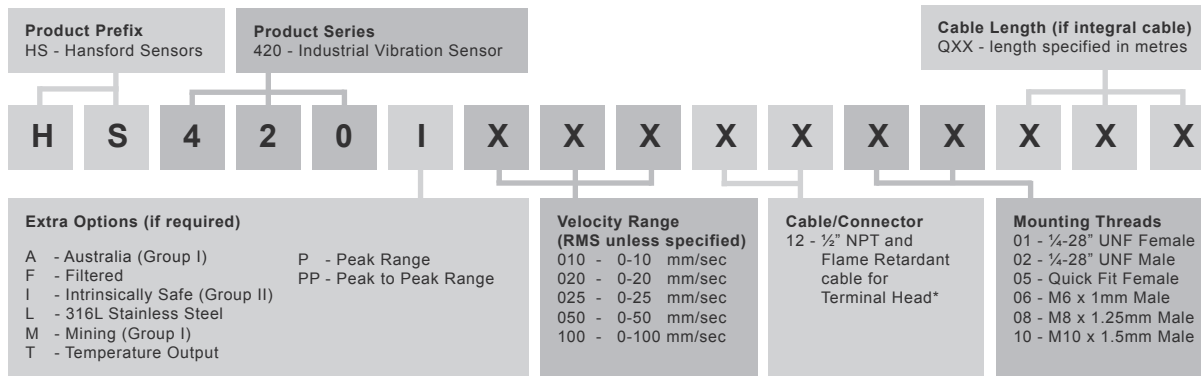 Product Prefix
HS - Hansford Sensors
Product Series
420 - Industrial Vibration Sensor
Cable Length (if integral cable)
QXX - length specified in metres
H S 4 2 0 I X X X X X X X X X X
Extra Options (if required)
A - Australia (Group I)
F - Filtered
I - Intrinsically Safe (Group II)
L - 316L Stainless Steel
M - Mining (Group I)
T - Temperature Output
P - Peak Range
PP - Peak to Peak Range
Velocity Range
(RMS unless specified)
010 - 0-10 mm/sec
020 - 0-20 mm/sec
025 - 0-25 mm/sec
050 - 0-50 mm/sec
100 - 0-100 mm/sec
Cable/Connector
12 - ½” NPT and
Flame Retardant
cable for
Terminal Head*
Mounting Threads
01 - ¼-28” UNF Female
02 - ¼-28” UNF Male
05 - Quick Fit Female
06 - M6 x 1mm Male
08 - M8 x 1.25mm Male
10 - M10 x 1.5mm Male